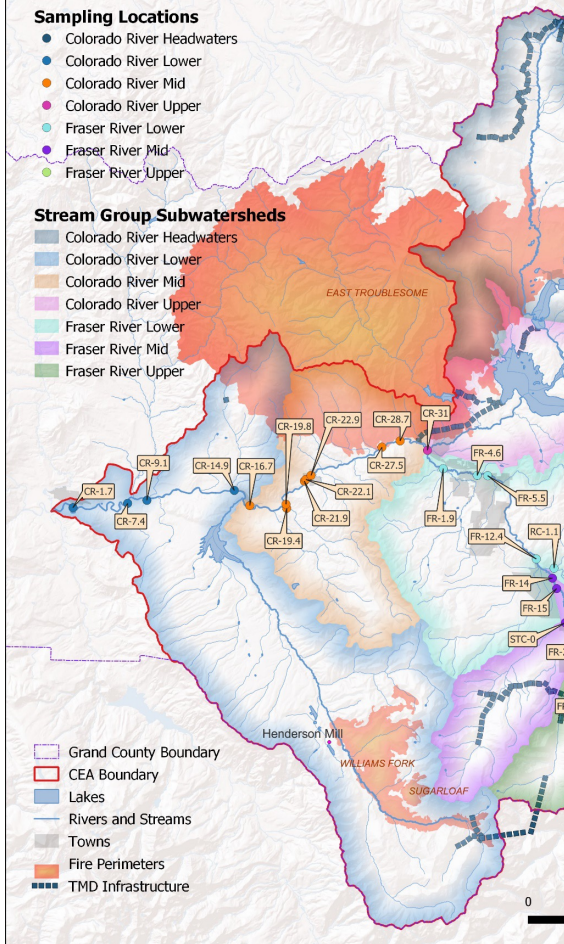 Sampling Locations
Colorado River Headwaters
Colorado River Lower
Colorado River Mid
Colorado River Upper
Fraser River Lower
Fraser River Mid
Fraser River Upper
Stream Group Subwatersheds
Colorado River Headwaters
Colorado River Lower
Colorado River Mid
Colorado River Upper
Fraser River Lower
Fraser River Mid
Fraser River Upper
EAST TROUBLESOME
CR-19.8
CR-22.9
CR-28.7
CR-31
CR-1.7
CR-9.1
CR-14.9
CR-16.7
CR-27.5
FR-4.6
CR-7.4
CR-22.1
CR-21.9
CR-19.4
FR-1.9
FR-5.5
FR-12.4
RC-1.1
FR-14
FR-15
STC-0
Henderson Mill
WILLIAMS FORK
SUGARLOAF
Grand County Boundary
CEA Boundary
Lakes
Rivers and Streams
Towns
Fire Perimeters
TMD Infrastructure
0